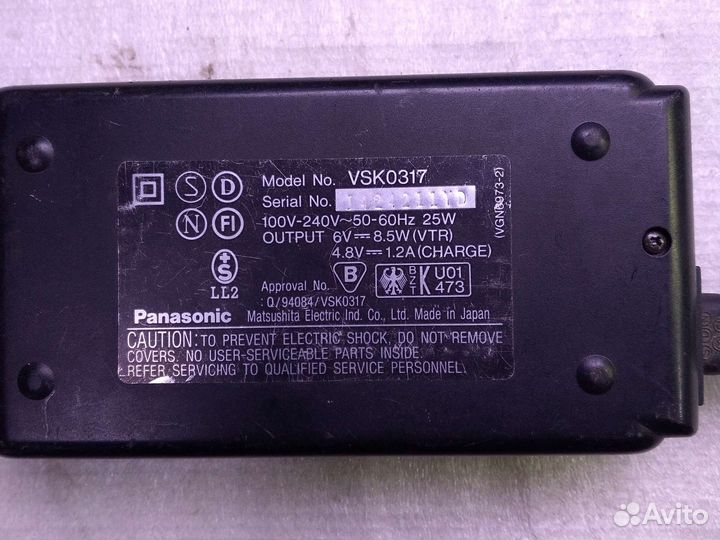 Model No. VSK0317
Serial No.
100V-240V~50-60Hz 25W
OUTPUT 6V⎓8.5W(VTR)
4.8V⎓1.2A(CHARGE)
S D
N FI
S
LL2
Approval No.
:Q/94084/VSK0317
B
BZT K U01
473
Panasonic Matsushita Electric Ind. Co., Ltd. Made in Japan
CAUTION: TO PREVENT ELECTRIC SHOCK, DO NOT REMOVE
COVERS. NO USER-SERVICEABLE PARTS INSIDE.
REFER SERVICING TO QUALIFIED SERVICE PERSONNEL.
Avito